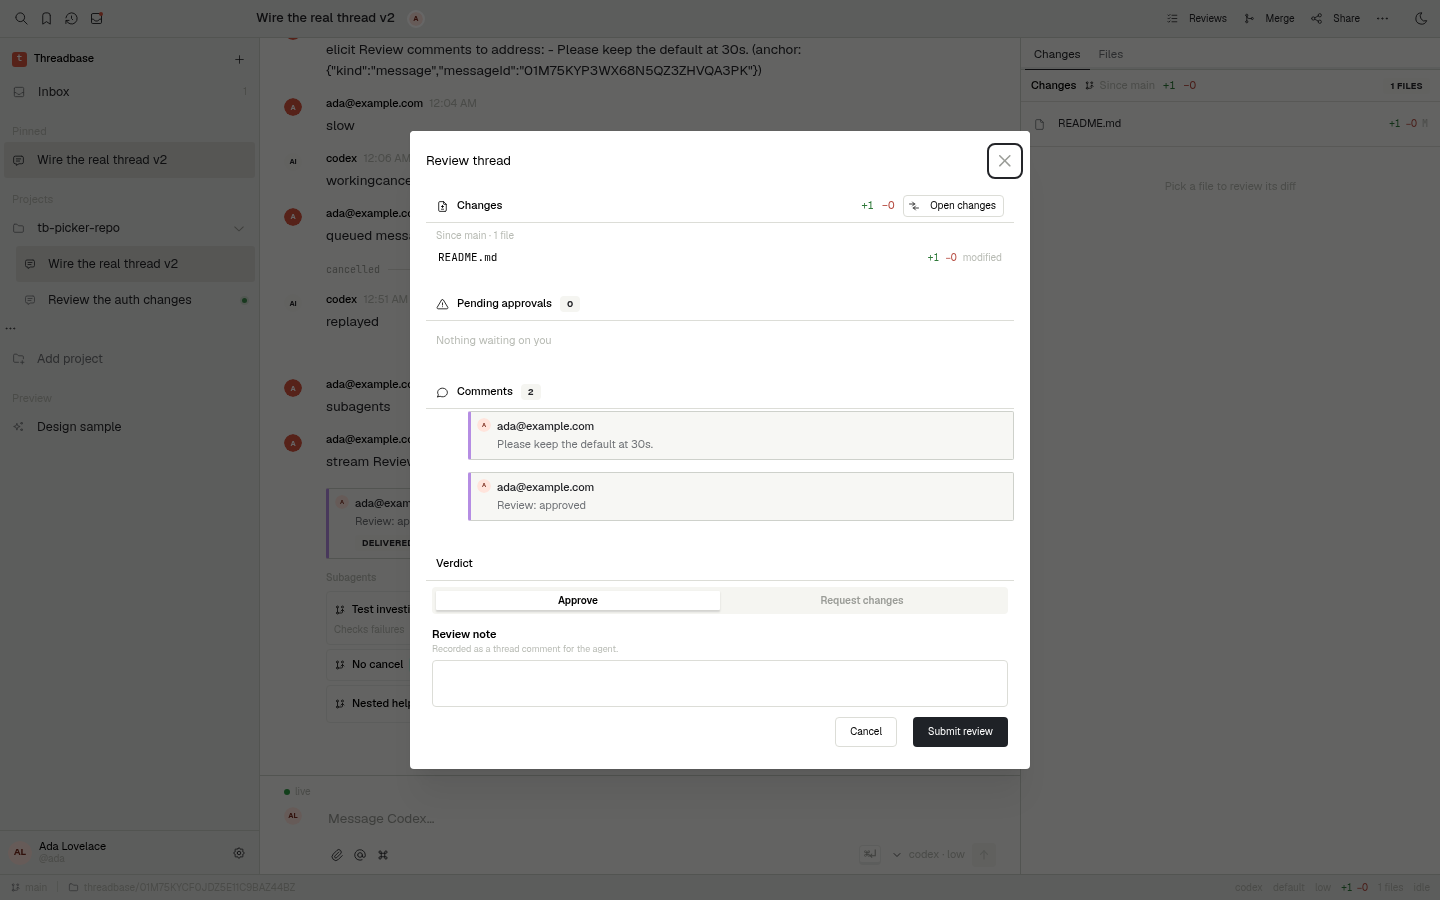 Wire the real thread v2
A
Reviews
Merge
Share
Threadbase
Inbox
1
Pinned
Wire the real thread v2
Projects
tb-picker-repo
Wire the real thread v2
Review the auth changes
Add project
Preview
Design sample
AL
Ada Lovelace
@ada
elicit Review comments to address: - Please keep the default at 30s. (anchor:
{"kind":"message","messageId":"01M75KYP3WX68N5QZ3ZHVQA3PK"})
A
ada@example.com 12:04 AM
slow
AI
codex 12:06 AM
workingcance
A
ada@example.co
queued messa
cancelled
AI
codex 12:51 AM
replayed
A
ada@example.co
subagents
A
ada@example.co
stream Review
A
ada@exam
Review: ap
DELIVERED
Subagents
Test investi
Checks failures
No cancel
Nested help
live
AL
Message Codex...
codex · low
Review thread
Changes
+1 −0
Open changes
Since main · 1 file
README.md
+1 −0 modified
Pending approvals
0
Nothing waiting on you
Comments
2
A
ada@example.com
Please keep the default at 30s.
A
ada@example.com
Review: approved
Verdict
Approve
Request changes
Review note
Recorded as a thread comment for the agent.
Cancel
Submit review
Changes
Files
Changes
Since main
+1 −0
1 FILES
README.md
+1 −0 M
Pick a file to review its diff
main
codex
default
low
+1 −0
1 files
idle